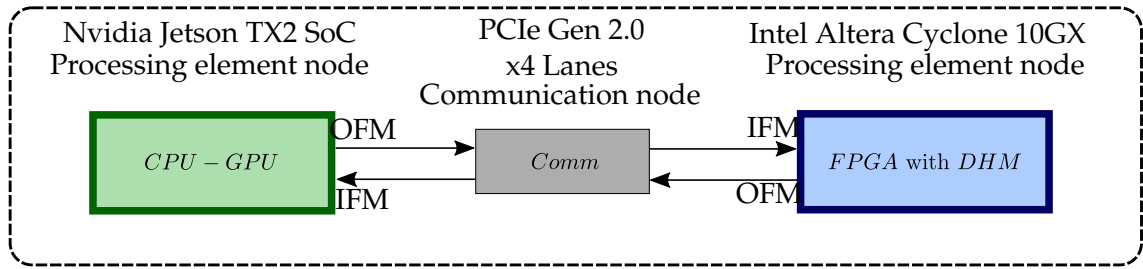 Nvidia Jetson TX2 SoC
Processing element node
PCIe Gen 2.0
x4 Lanes
Communication node
Intel Altera Cyclone 10GX
Processing element node
CPU – GPU
OFM
IFM
Comm
IFM
OFM
FPGA with DHM